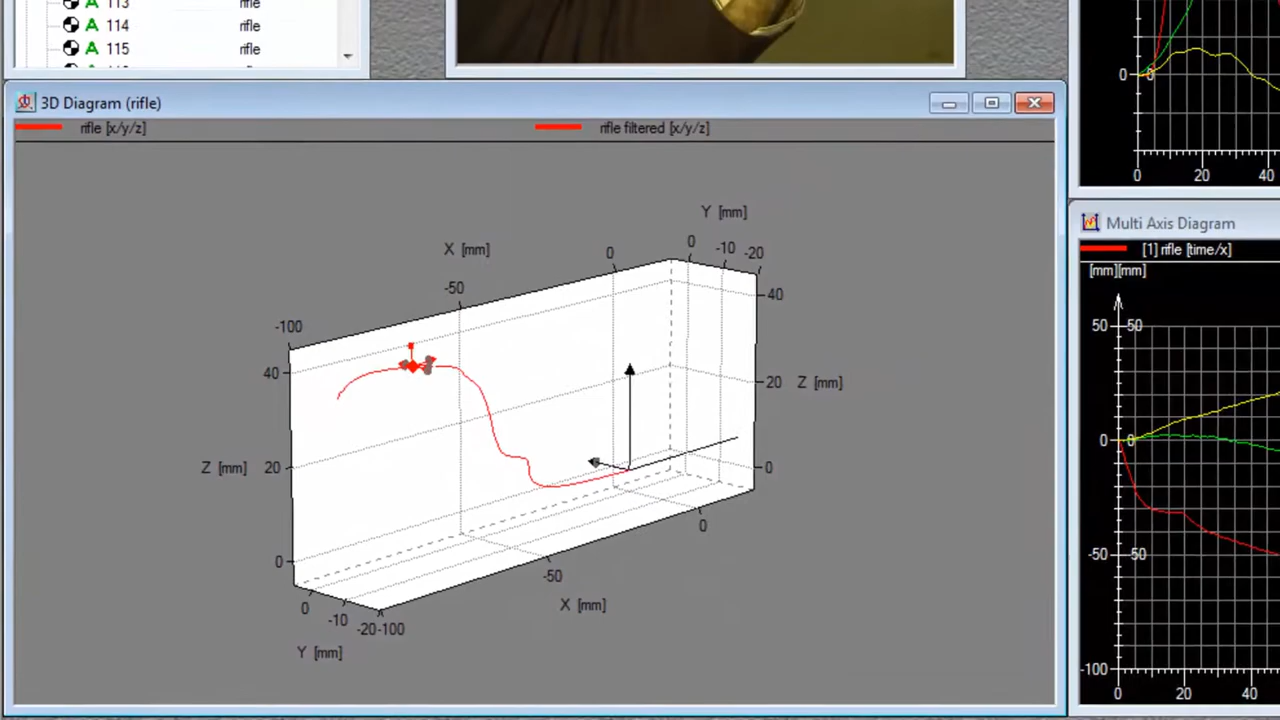 113 rifle
A 114 rifle
A 115 rifle
3D Diagram (rifle)
rifle [x/y/z]
rifle filtered [x/y/z]
Y [mm]
X [mm]
0
0
-10
-20
-50
-100
40
40
20
Z [mm]
Z [mm]
20
0
0
0
-50
0
-10
-20
-100
X [mm]
Y [mm]
0
0
0
20
40
Multi Axis Diagram
[1] rifle [time/x]
[mm][mm]
50
50
0
0
-50
50
-100
0
20
40